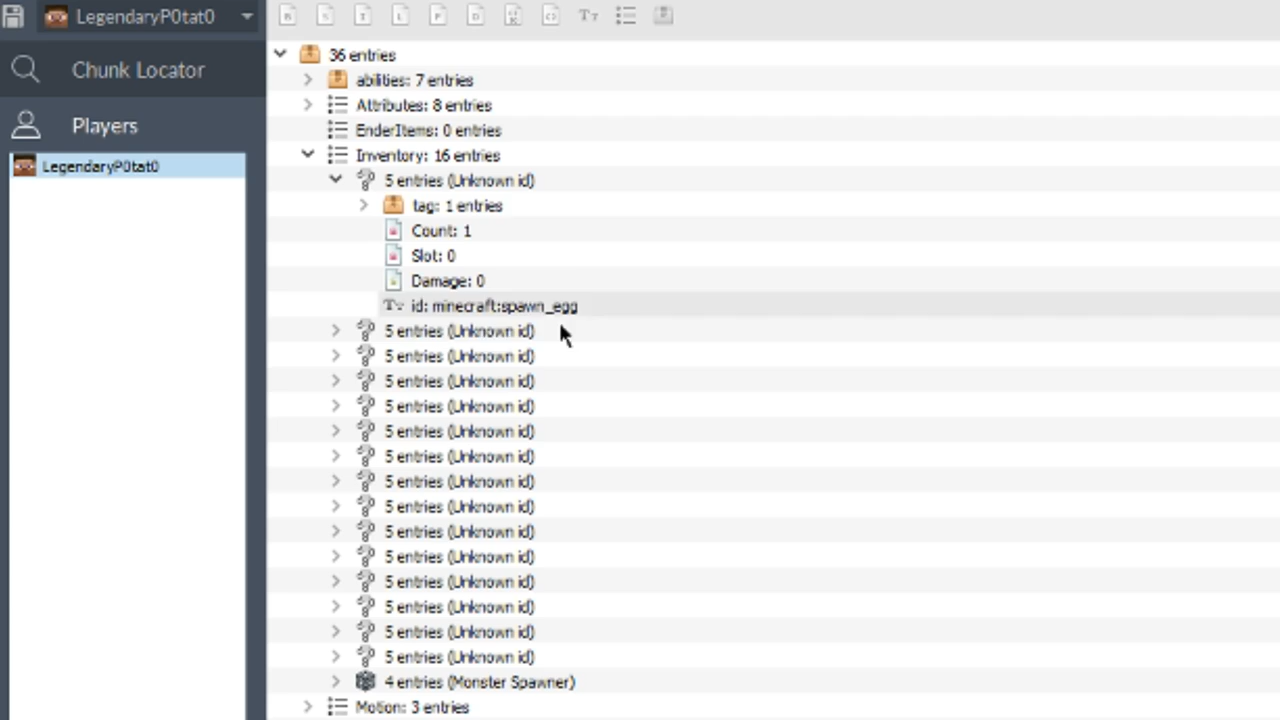 LegendaryP0tat0
Chunk Locator
Players
LegendaryP0tat0
36 entries
abilities: 7 entries
Attributes: 8 entries
EnderItems: 0 entries
Inventory: 16 entries
5 entries (Unknown id)
tag: 1 entries
Count: 1
Slot: 0
Damage: 0
id: minecraft:spawn_egg
5 entries (Unknown id)
5 entries (Unknown id)
5 entries (Unknown id)
5 entries (Unknown id)
5 entries (Unknown id)
5 entries (Unknown id)
5 entries (Unknown id)
5 entries (Unknown id)
5 entries (Unknown id)
5 entries (Unknown id)
5 entries (Unknown id)
5 entries (Unknown id)
5 entries (Unknown id)
5 entries (Unknown id)
4 entries (Monster Spawner)
Motion: 3 entries